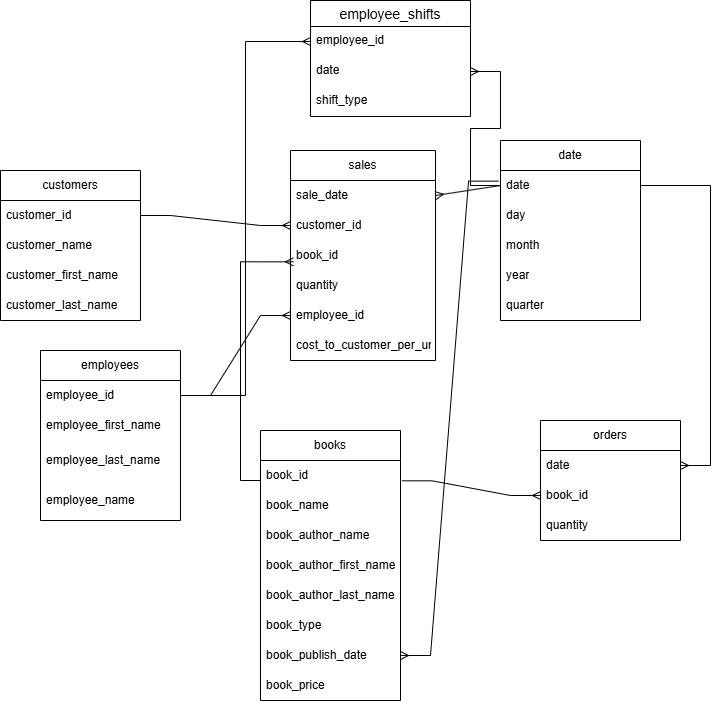 employee_shifts
employee_id
date
shift_type
customers
customer_id
customer_name
customer_first_name
customer_last_name
sales
sale_date
customer_id
book_id
quantity
employee_id
cost_to_customer_per_ur
date
date
day
month
year
quarter
employees
employee_id
employee_first_name
employee_last_name
employee_name
books
book_id
book_name
book_author_name
book_author_first_name
book_author_last_name
book_type
book_publish_date
book_price
orders
date
book_id
quantity